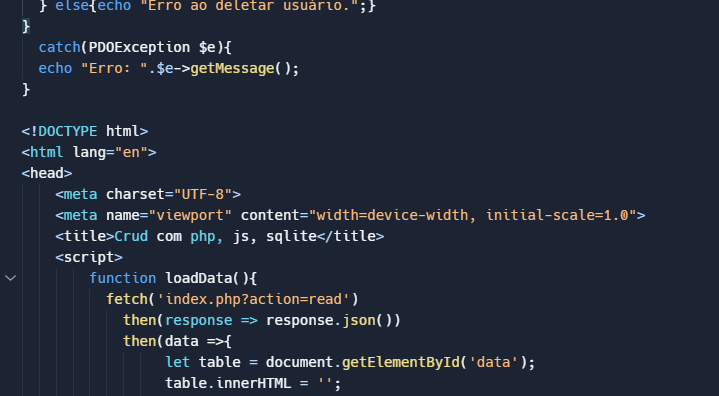 } else{echo "Erro ao deletar usuário.";}
}
catch(PDOException $e){
echo "Erro: ".$e->getMessage();
}
<!DOCTYPE html>
<html lang="en">
<head>
<meta charset="UTF-8">
<meta name="viewport" content="width=device-width, initial-scale=1.0">
<title>Crud com php, js, sqlite</title>
<script>
function loadData(){
fetch('index.php?action=read')
then(response => response.json())
then(data =>{
let table = document.getElementById('data');
table.innerHTML = '';